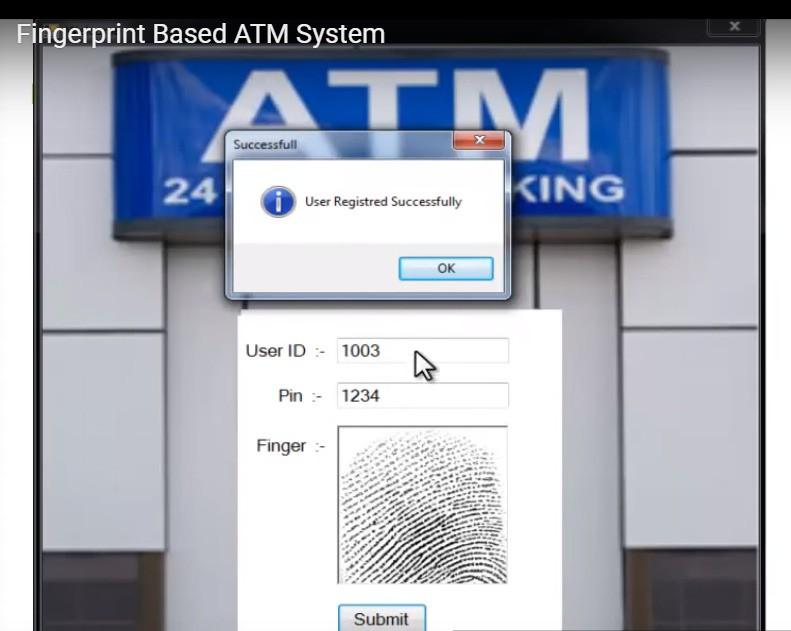 Fingerprint Based ATM System
ATM
24
KING
Successfull
User Registred Successfully
OK
User ID :- 1003
Pin :- 1234
Finger :-
Submit